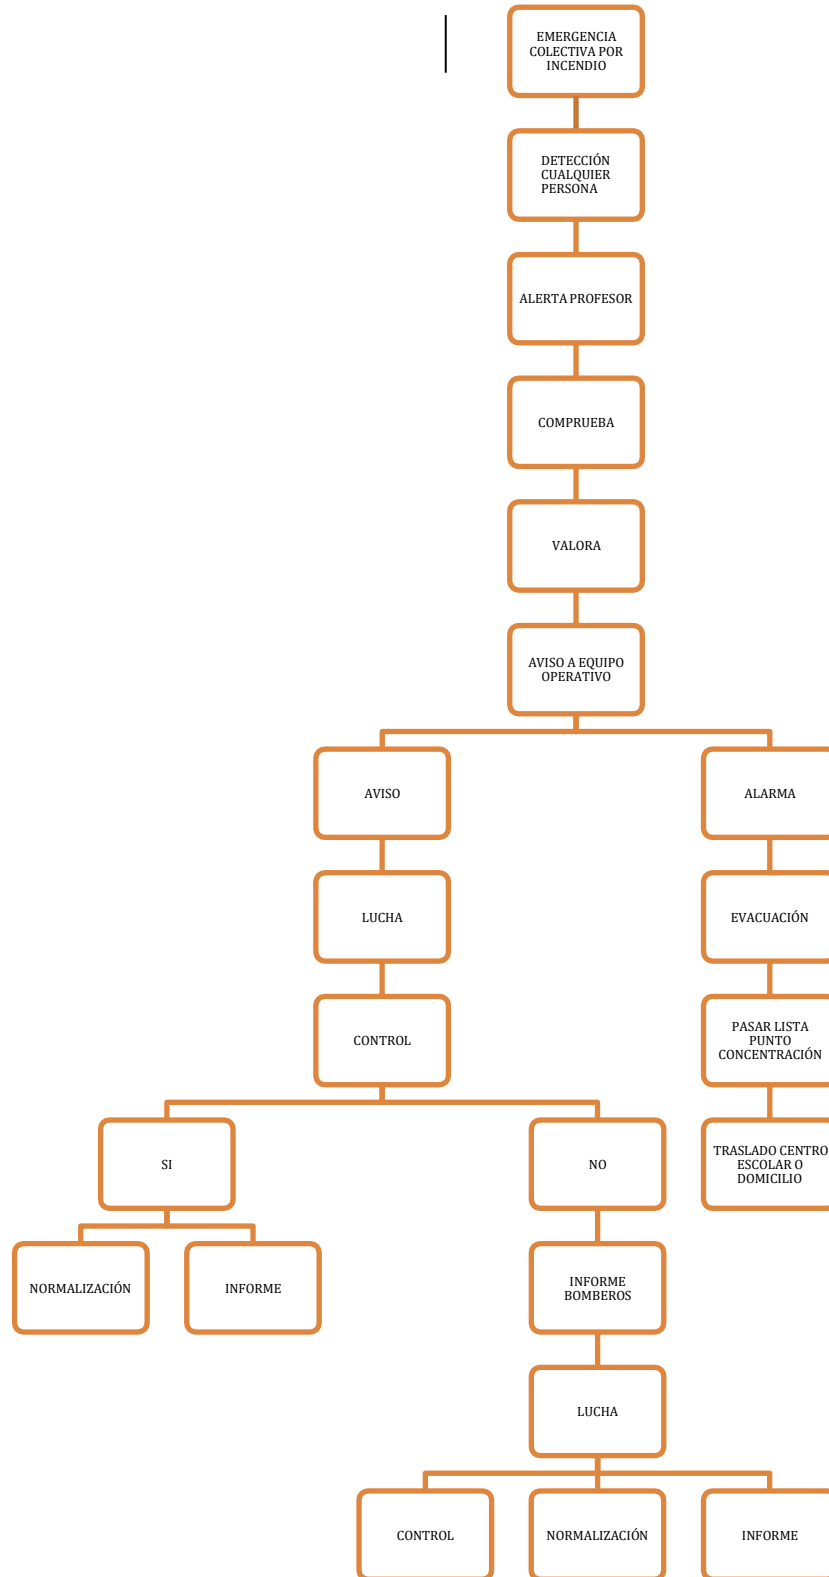 EMERGENCIA
COLECTIVA POR
INCENDIO
DETECCIÓN
CUALQUIER
PERSONA
ALERTA PROFESOR
COMPRUEBA
VALORA
AVISO A EQUIPO
OPERATIVO
AVISO
ALARMA
LUCHA
EVACUACIÓN
CONTROL
PASAR LISTA
PUNTO
CONCENTRACIÓN
SI
NO
TRASLADO CENTRO
ESCOLAR O
DOMICILIO
NORMALIZACIÓN
INFORME
INFORME
BOMBEROS
LUCHA
CONTROL
NORMALIZACIÓN
INFORME